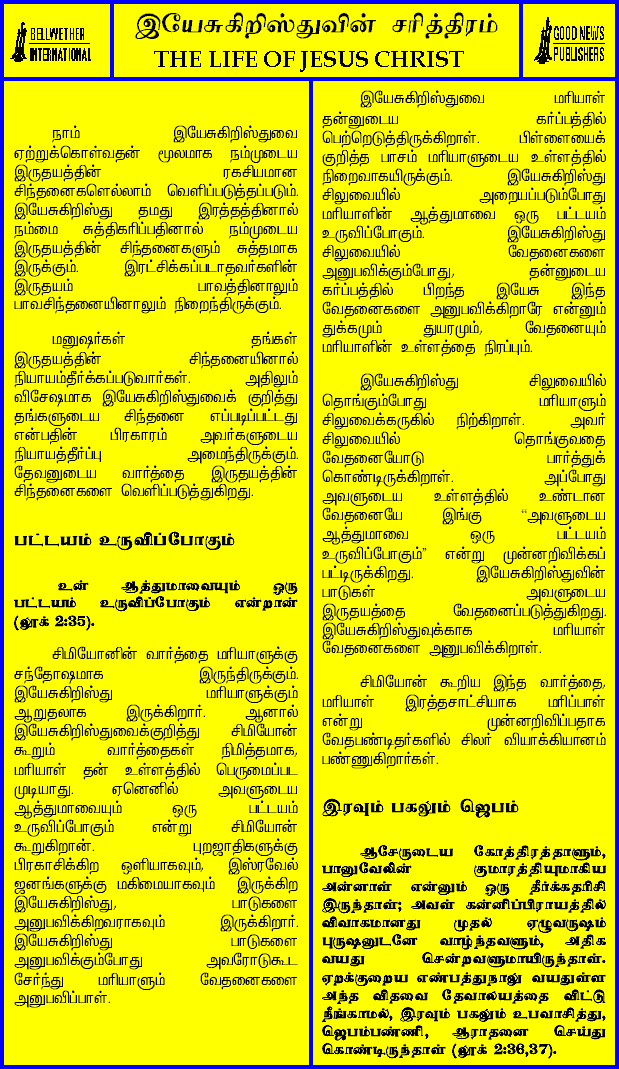 BELLWETHER
INTERNATIONAL
இயேசுகிறிஸ்துவின் சரித்திரம்
THE LIFE OF JESUS CHRIST
GOOD NEWS
PUBLISHERS
நாம் இயேசுகிறிஸ்துவை
ஏற்றுக்கொள்வதன் மூலமாக நம்முடைய
இருதயத்தின் ரகசியமான
சிந்தனைகளெல்லாம் வெளிப்படுத்தப்படும்.
இயேசுகிறிஸ்து தமது இரத்தத்தினால்
நம்மை சுத்திகரிப்பதினால் நம்முடைய
இருதயத்தின் சிந்தனைகளும் சுத்தமாக
இருக்கும். இரட்சிக்கப்படாதவர்களின்
இருதயம் பாவத்தினாலும்
பாவசிந்தனையினாலும் நிறைந்திருக்கும்.
மனுஷர்கள் தங்கள்
இருதயத்தின் சிந்தனையினால்
நியாயம்தீர்க்கப்படுவார்கள். அதிலும்
விசேஷமாக இயேசுகிறிஸ்துவைக் குறித்து
தங்களுடைய சிந்தனை எப்படிப்பட்டது
என்பதின் பிரகாரம் அவர்களுடைய
நியாயத்தீர்ப்பு அமைந்திருக்கும்.
தேவனுடைய வார்த்தை இருதயத்தின்
சிந்தனைகளை வெளிப்படுத்துகிறது.
பட்டயம் உருவிப்போகும்
உன் ஆத்துமாவையும் ஒரு
பட்டயம் உருவிப்போகும் என்றான்
(லூக் 2:35).
சிமியோனின் வார்த்தை மரியாளுக்கு
சந்தோஷமாக இருந்திருக்கும்.
இயேசுகிறிஸ்து மரியாளுக்கும்
ஆறுதலாக இருக்கிறார். ஆனால்
இயேசுகிறிஸ்துவைக்குறித்து சிமியோன்
கூறும் வார்த்தைகள் நிமித்தமாக,
மரியாள் தன் உள்ளத்தில் பெருமைப்பட
முடியாது. ஏனெனில் அவளுடைய
ஆத்துமாவையும் ஒரு பட்டயம்
உருவிப்போகும் என்று சிமியோன்
கூறுகிறான். புறஜாதிகளுக்கு
பிரகாசிக்கிற ஒளியாகவும், இஸ்ரவேல்
ஜனங்களுக்கு மகிமையாகவும் இருக்கிற
இயேசுகிறிஸ்து, பாடுகளை
அனுபவிக்கிறவராகவும் இருக்கிறார்.
இயேசுகிறிஸ்து பாடுகளை
அனுபவிக்கும்போது அவரோடுகூட
சேர்ந்து மரியாளும் வேதனைகளை
அனுபவிப்பாள்.
இயேசுகிறிஸ்துவை மரியாள்
தன்னுடைய கர்ப்பத்தில்
பெற்றெடுத்திருக்கிறாள். பிள்ளையைக்
குறித்த பாசம் மரியாளுடைய உள்ளத்தில்
நிறைவாகயிருக்கும். இயேசுகிறிஸ்து
சிலுவையில் அறையப்படும்போது
மரியாளின் ஆத்துமாவை ஒரு பட்டயம்
உருவிப்போகும். இயேசுகிறிஸ்து
சிலுவையில் வேதனைகளை
அனுபவிக்கும்போது, தன்னுடைய
கர்ப்பத்தில் பிறந்த இயேசு இந்த
வேதனைகளை அனுபவிக்கிறாரே என்னும்
துக்கமும் துயரமும், வேதனையும்
மரியாளின் உள்ளத்தை நிரப்பும்.
இயேசுகிறிஸ்து சிலுவையில்
தொங்கும்போது மரியாளும்
சிலுவைக்கருகில் நிற்கிறாள். அவர்
சிலுவையில் தொங்குவதை
வேதனையோடு பார்த்துக்
கொண்டிருக்கிறாள். அப்போது
அவளுடைய உள்ளத்தில் உண்டான
வேதனையே இங்கு “அவளுடைய
ஆத்துமாவை ஒரு பட்டயம்
உருவிப்போகும்” என்று முன்னறிவிக்கப்
பட்டிருக்கிறது. இயேசுகிறிஸ்துவின்
பாடுகள் அவளுடைய
இருதயத்தை வேதனைப்படுத்துகிறது.
இயேசுகிறிஸ்துவுக்காக மரியாள்
வேதனைகளை அனுபவிக்கிறாள்.
சிமியோன் கூறிய இந்த வார்த்தை,
மரியாள் இரத்தசாட்சியாக மரிப்பாள்
என்று முன்னறிவிப்பதாக
வேதபண்டிதர்களில் சிலர் வியாக்கியானம்
பண்ணுகிறார்கள்.
இரவும் பகலும் ஜெபம்
ஆசேருடைய கோத்திரத்தாளும்,
பானுவேலின் குமாரத்தியுமாகிய
அன்னாள் என்னும் ஒரு தீர்க்கதரிசி
இருந்தாள்; அவள் கன்னிப்பிராயத்தில்
விவாகமானது முதல் ஏழுவருஷம்
புருஷனுடனே வாழ்ந்தவளும், அதிக
வயது சென்றவளுமாயிருந்தாள்.
ஏறக்குறைய எண்பத்துநாலு வயதுள்ள
அந்த விதவை தேவாலயத்தை விட்டு
நீங்காமல், இரவும் பகலும் உபவாசித்து,
ஜெபம்பண்ணி, ஆராதனை செய்து
கொண்டிருந்தாள் (லூக் 2:36,37).